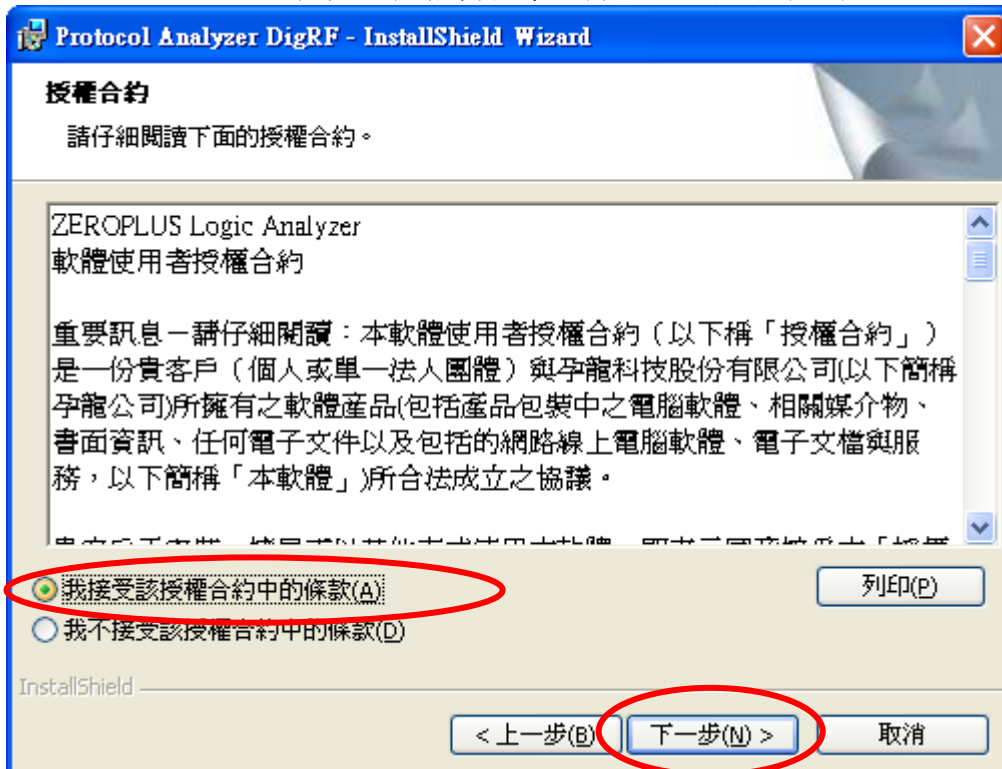 Protocol Analyzer DigRF - InstallShield Wizard
授權合約
請仔細閱讀下面的授權合約。
ZEROPLUS Logic Analyzer
軟體使用者授權合約
重要訊息－請仔細閱讀：本軟體使用者授權合約（以下稱「授權合約」）
是一份貴客戶（個人或單一法人團體）與孕龍科技股份有限公司(以下簡稱
孕龍公司)所擁有之軟體產品(包括產品包裝中之電腦軟體、相關媒介物、
書面資訊、任何電子文件以及包括的網路線上電腦軟體、電子文檔與服
務，以下簡稱「本軟體」)所合法成立之協議。
我接受該授權合約中的條款(A)
列印(P)
我不接受該授權合約中的條款(D)
InstallShield
< 上一步(B)
下一步(N) >
取消